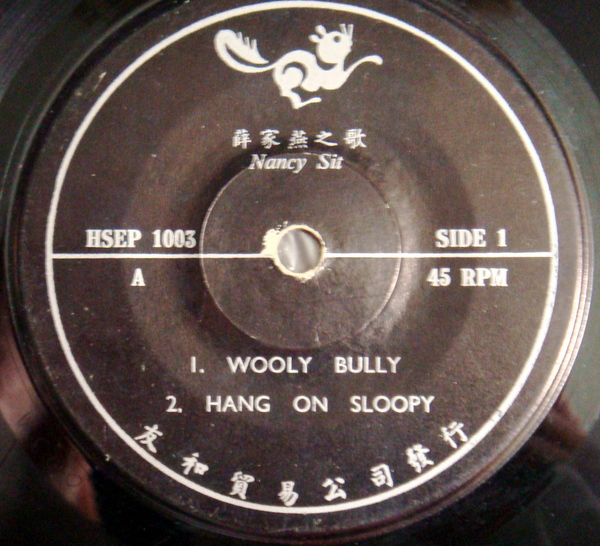 薛家燕之歌
Nancy Sit
HSEP 1003 SIDE 1
A 45 RPM
1. WOOLY BULLY
2. HANG ON SLOOPY
友和貿易公司發行